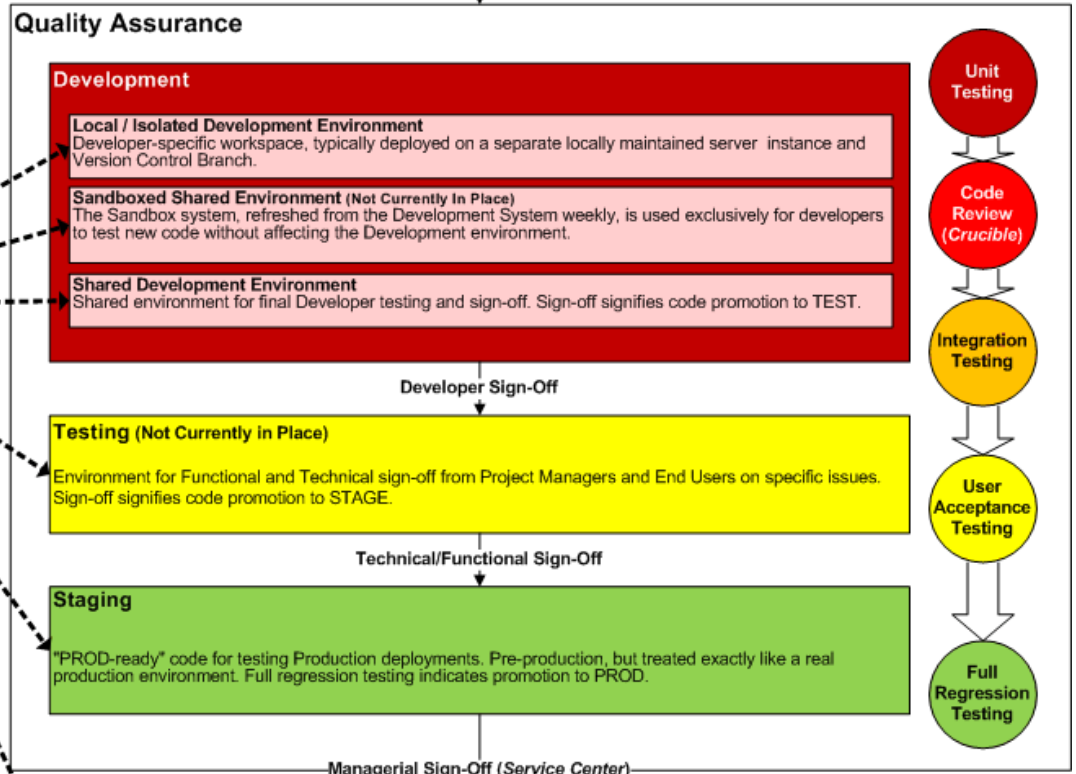 Quality Assurance
Development
Local / Isolated Development Environment
Developer-specific workspace, typically deployed on a separate locally maintained server instance and
Version Control Branch.
Sandboxed Shared Environment (Not Currently In Place)
The Sandbox system, refreshed from the Development System weekly, is used exclusively for developers
to test new code without affecting the Development environment.
Shared Development Environment
Shared environment for final Developer testing and sign-off. Sign-off signifies code promotion to TEST.
Developer Sign-Off
Testing (Not Currently in Place)
Environment for Functional and Technical sign-off from Project Managers and End Users on specific issues.
Sign-off signifies code promotion to STAGE.
Technical/Functional Sign-Off
Staging
"PROD-ready" code for testing Production deployments. Pre-production, but treated exactly like a real
production environment. Full regression testing indicates promotion to PROD.
Managerial Sign-Off (Service Center)
Unit
Testing
Code
Review
(Crucible)
Integration
Testing
User
Acceptance
Testing
Full
Regression
Testing